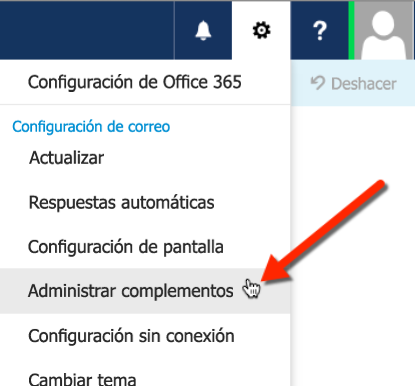 ?
Configuración de Office 365
Deshacer
Configuración de correo
Actualizar
Respuestas automáticas
Configuración de pantalla
Administrar complementos
Configuración sin conexión
Cambiar tema